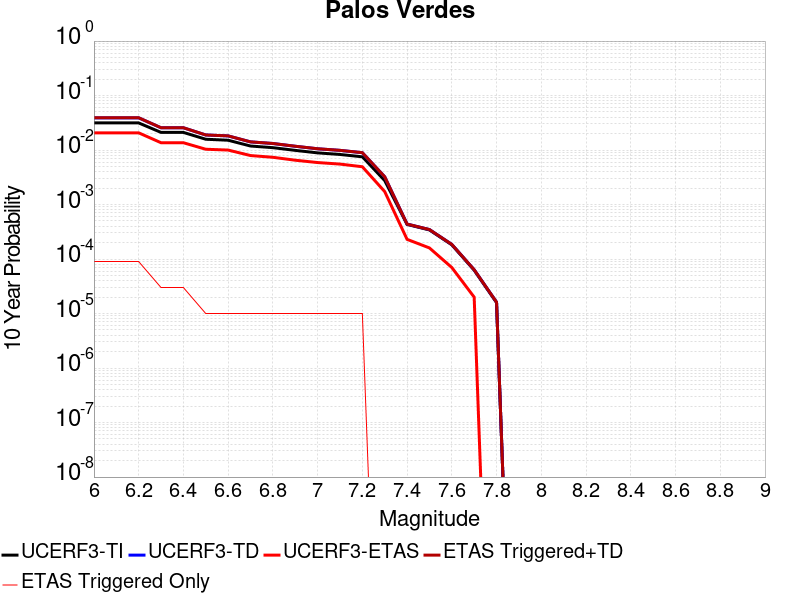 Palos Verdes
10 Year Probability
10^0
10^-1
10^-2
10^-3
10^-4
10^-5
10^-6
10^-7
10^-8
6 6.2 6.4 6.6 6.8 7 7.2 7.4 7.6 7.8 8 8.2 8.4 8.6 8.8 9
Magnitude
UCERF3-TI UCERF3-TD UCERF3-ETAS ETAS Triggered+TD
ETAS Triggered Only